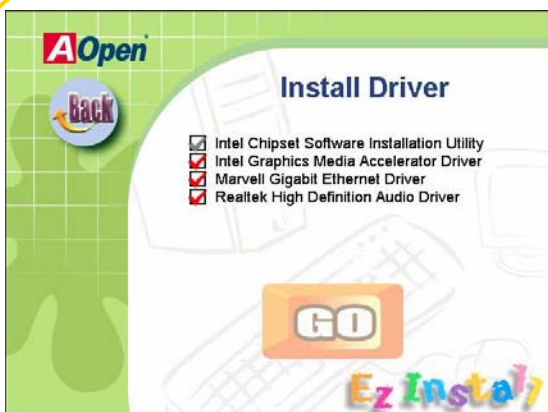 AOpen
Back
Install Driver
Intel Chipset Software Installation Utility
Intel Graphics Media Accelerator Driver
Marvell Gigabit Ethernet Driver
Realtek High Definition Audio Driver
GO
Ez Install